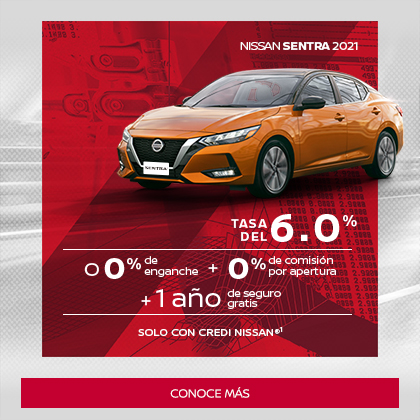 NISSAN SENTRA 2021
SENTRA
TASA DEL 6.0%
O 0% de enganche + 0% de comisión por apertura
+ 1 año de seguro gratis
SOLO CON CREDI NISSAN®1
CONOCE MÁS